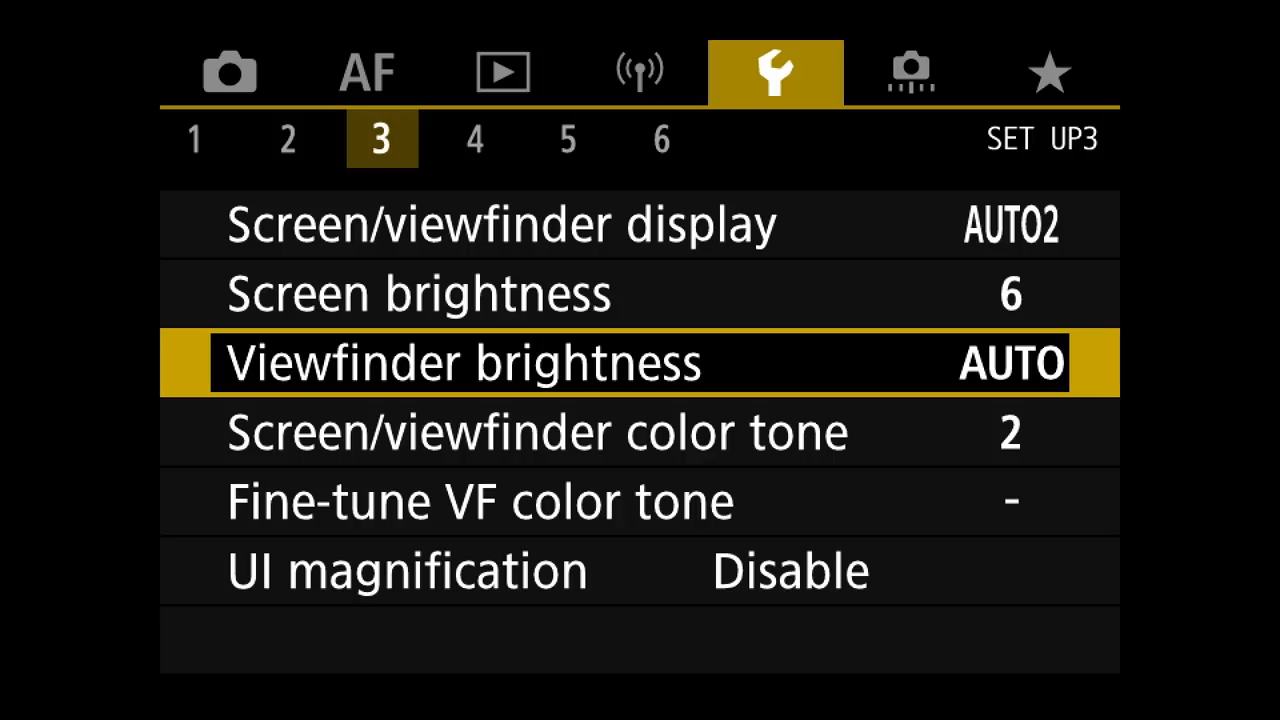 AF
1 2 3 4 5 6 SET UP3
Screen/viewfinder display AUTO2
Screen brightness 6
Viewfinder brightness AUTO
Screen/viewfinder color tone 2
Fine-tune VF color tone -
UI magnification Disable